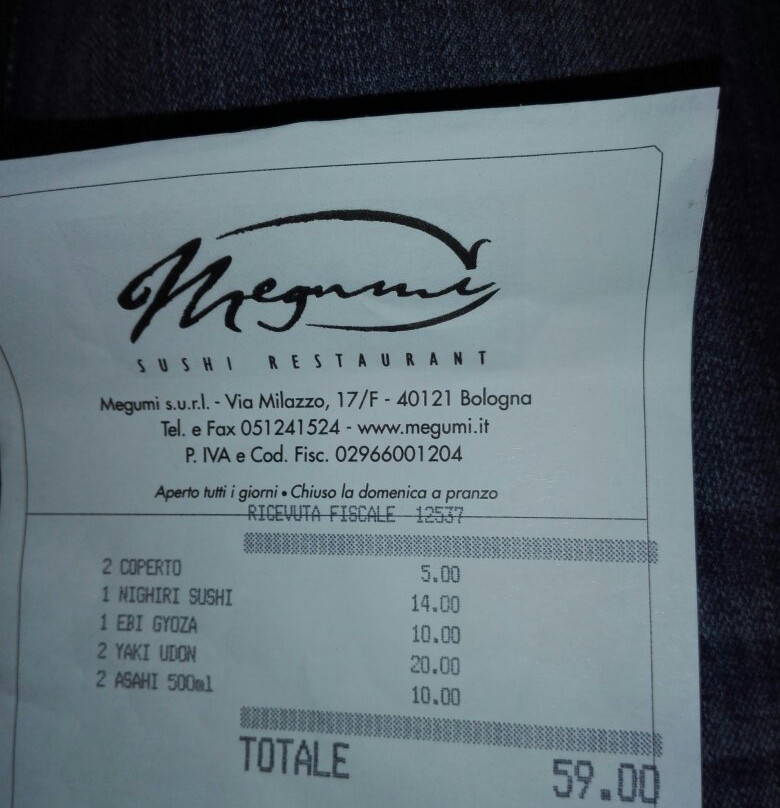 Megumi
SUSHI RESTAURANT
Megumi s.u.r.l. - Via Milazzo, 17/F - 40121 Bologna
Tel. e Fax 051241524 - www.megumi.it
P. IVA e Cod. Fisc. 02966001204
Aperto tutti i giorni • Chiuso la domenica a pranzo
RICEVUTA FISCALE 12537
2 COPERTO 5.00
1 NIGHIRI SUSHI 14.00
1 EBI GYOZA 10.00
2 YAKI UDON 20.00
2 ASAHI 500ml 10.00
TOTALE 59.00